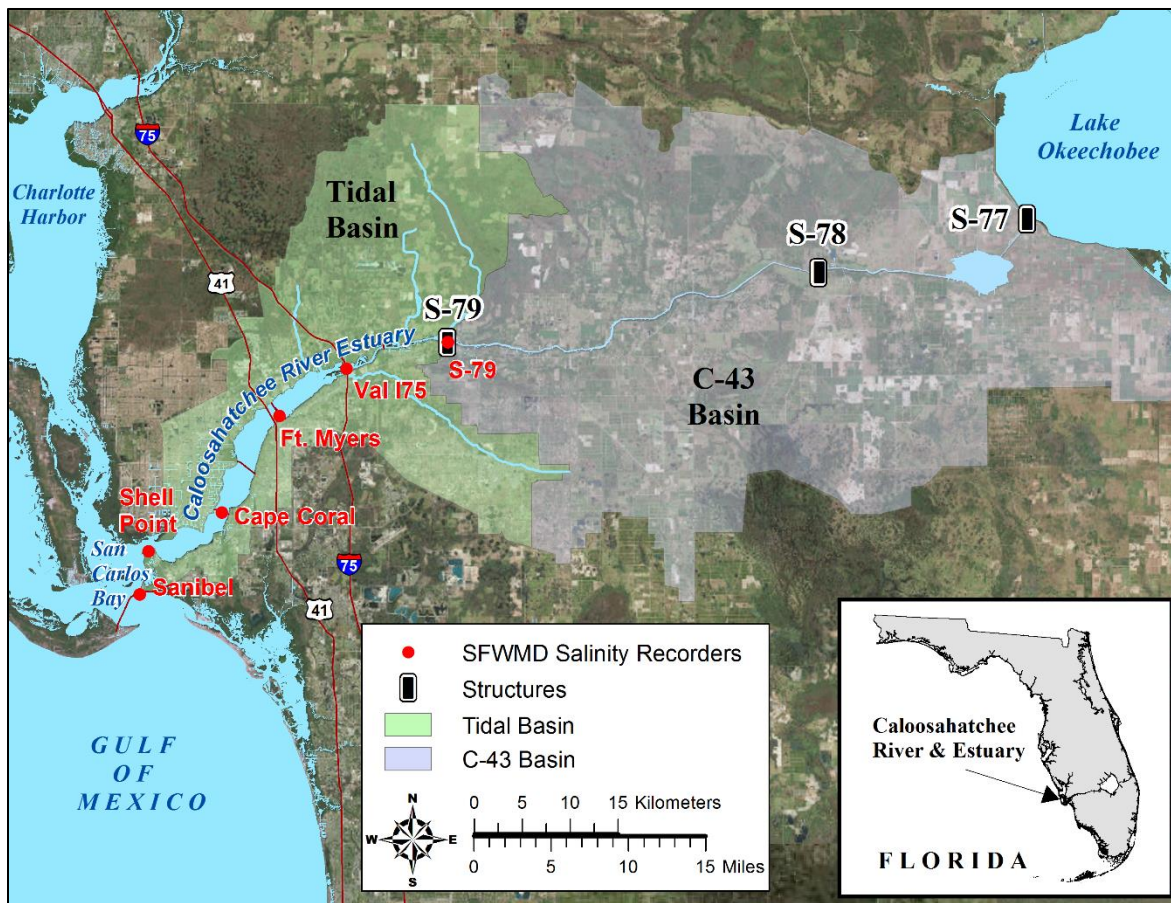 Lake
Okeechobee
75
Charlotte
Harbor
Tidal
Basin
S-77
S-78
41
S-79
S-79
Caloosahatchee River Estuary
Val I75
C-43
Basin
Ft. Myers
Shell
Point
Cape Coral
San
Carlos
Bay
Sanibel
75
41
GULF
OF
MEXICO
SFWMD Salinity Recorders
Structures
Tidal Basin
C-43 Basin
N
W E
S
0 5 10 15 Kilometers
0 5 10 15
Miles
Caloosahatchee
River & Estuary
FLORIDA